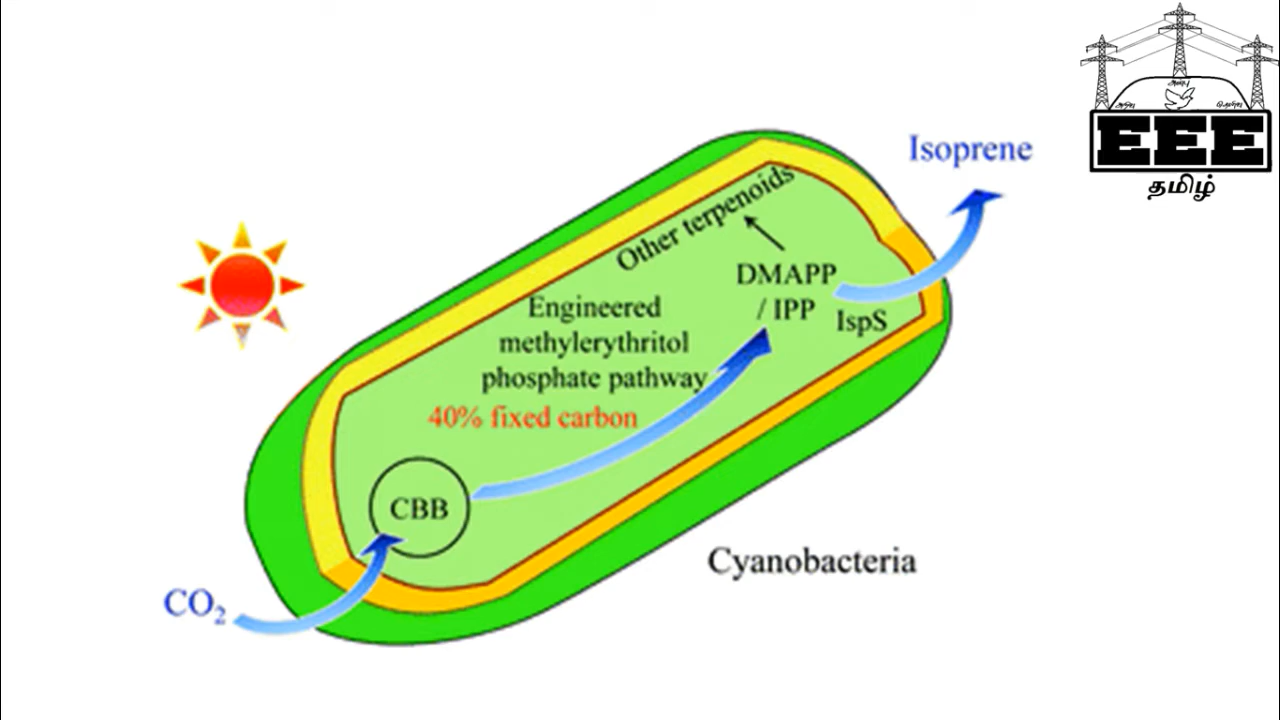 EEE
தமிழ்
Isoprene
Other terpenoids
DMAPP
/ IPP
IspS
Engineered
methylerythritol
phosphate pathway
40% fixed carbon
CBB
CO₂
Cyanobacteria